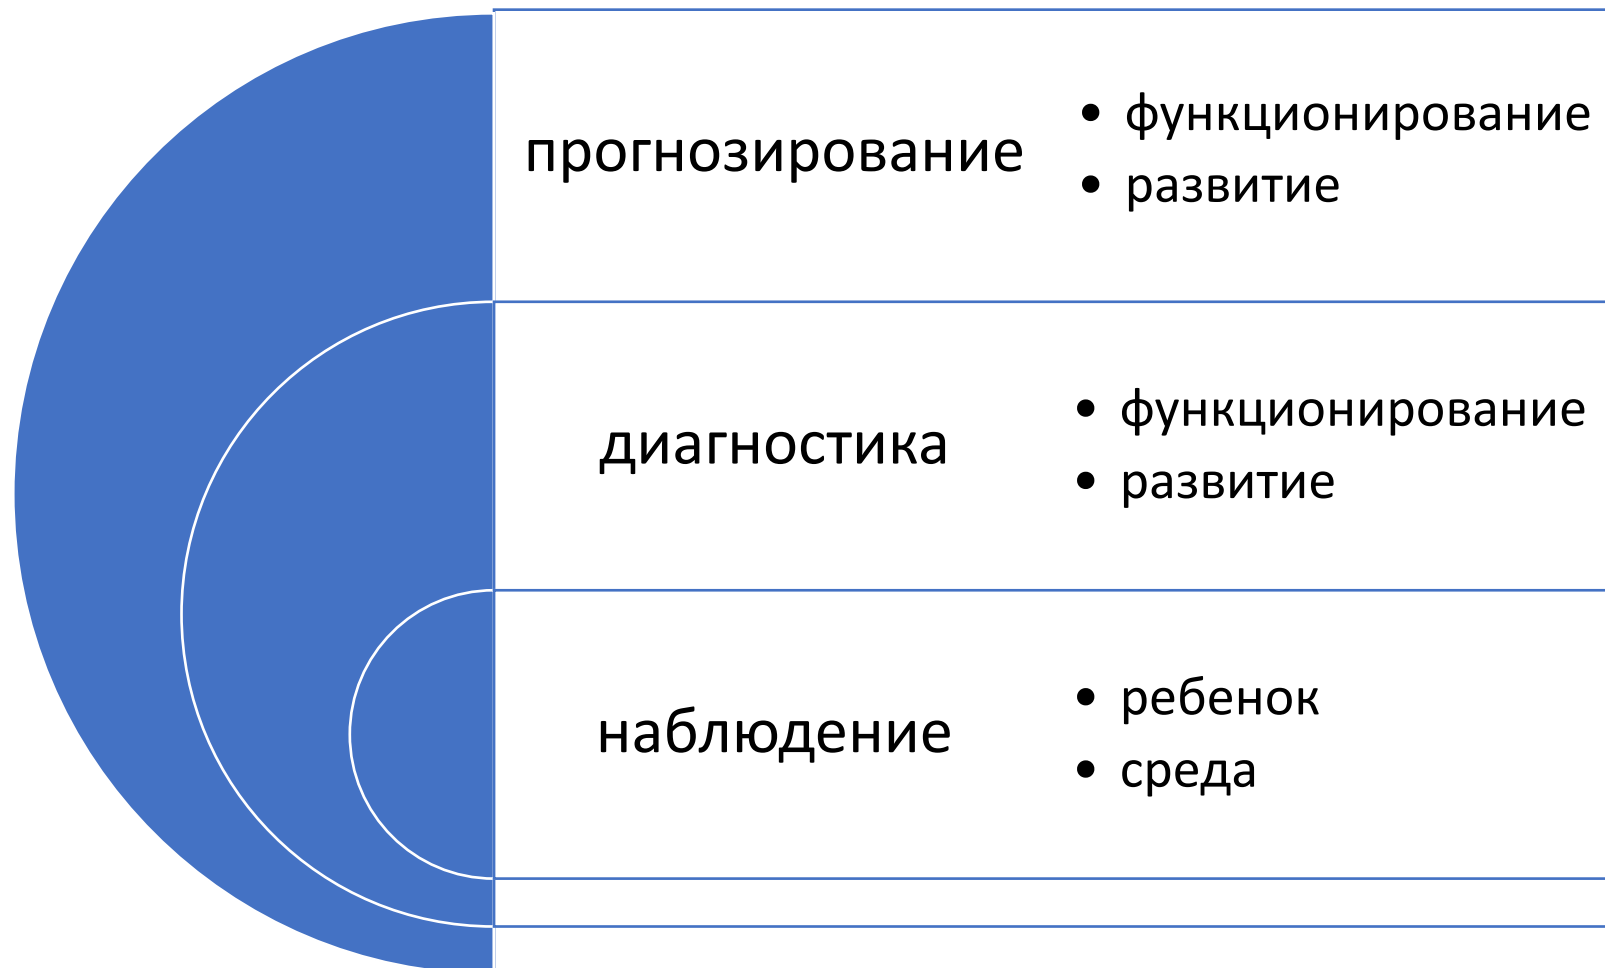 прогнозирование
• функционирование
• развитие
диагностика
• функционирование
• развитие
наблюдение
• ребенок
• среда